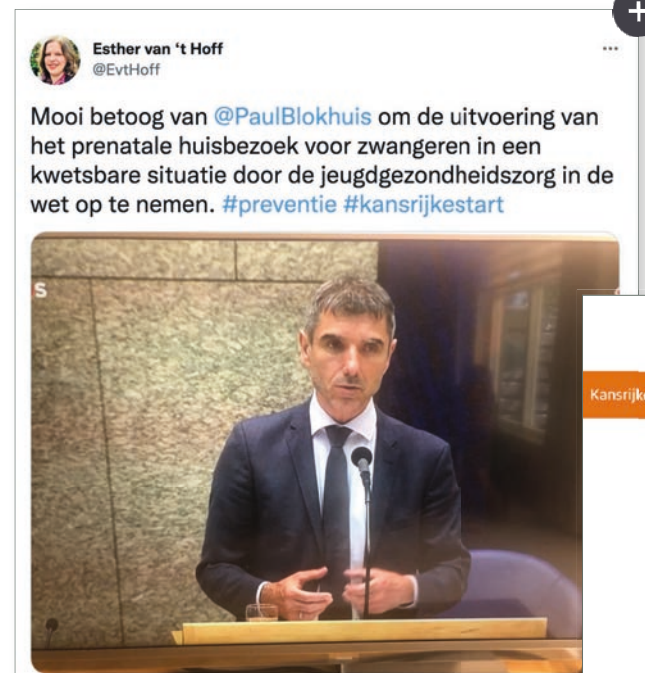 Esther van ‘t Hoff
@EvtHoff
Mooi betoog van @PaulBlokhuis om de uitvoering van
het prenatale huisbezoek voor zwangeren in een
kwetsbare situatie door de jeugdgezondheidszorg in de
wet op te nemen. #preventie #kansrijkestart
S